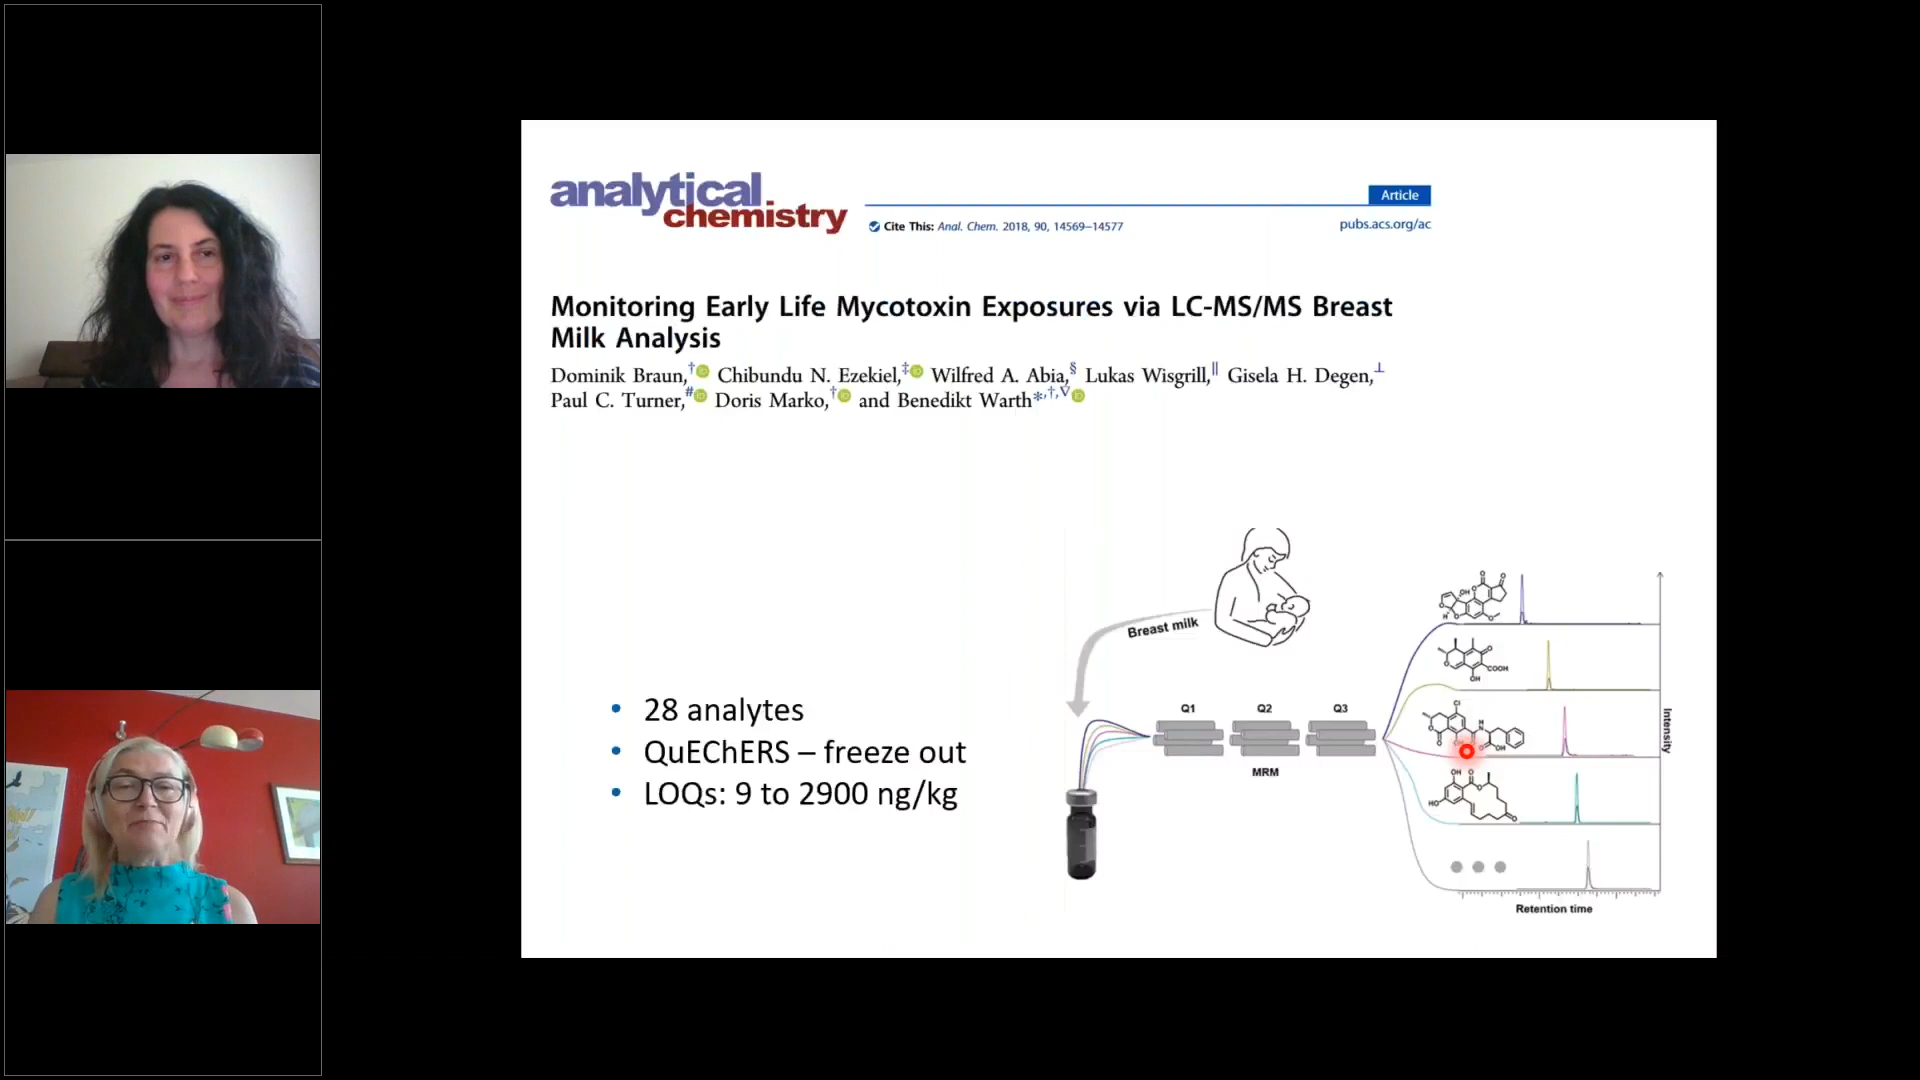 analytical
chemistry
Article
Cite This: Anal. Chem. 2018, 90, 14569−14577
pubs.acs.org/ac
Monitoring Early Life Mycotoxin Exposures via LC-MS/MS Breast
Milk Analysis
Dominik Braun,† Chibundu N. Ezekiel,‡ Wilfred A. Abia,§ Lukas Wisgrill,∥ Gisela H. Degen,⊥
Paul C. Turner,# Doris Marko,† and Benedikt Warth*,†,∇
Breast milk
• 28 analytes
• QuEChERS – freeze out
• LOQs: 9 to 2900 ng/kg
Q1 Q2 Q3
MRM
Intensity
Retention time